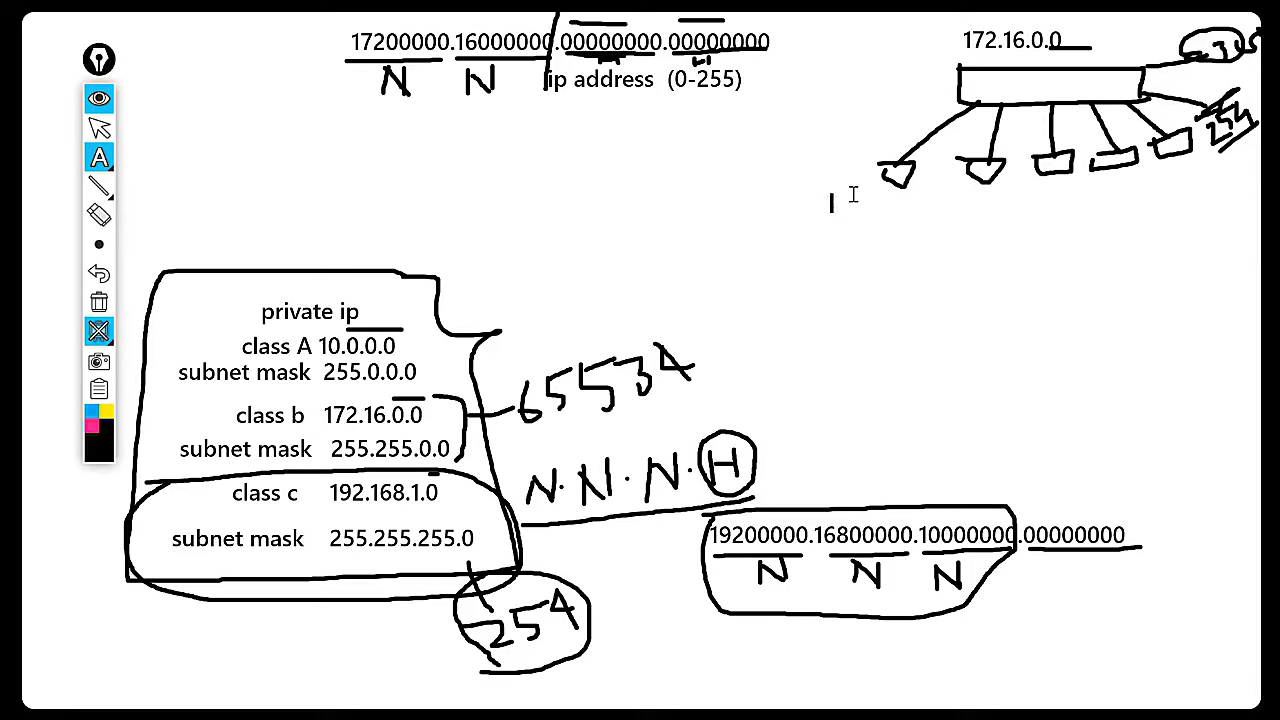 17200000.16000000.00000000.00000000
N N H H
ip address (0-255)
172.16.0.0
254
private ip
class A 10.0.0.0
subnet mask 255.0.0.0
class b 172.16.0.0
subnet mask 255.255.0.0
65534
class c 192.168.1.0
subnet mask 255.255.255.0
N.N.N.H
254
19200000.16800000.10000000.00000000
N N N